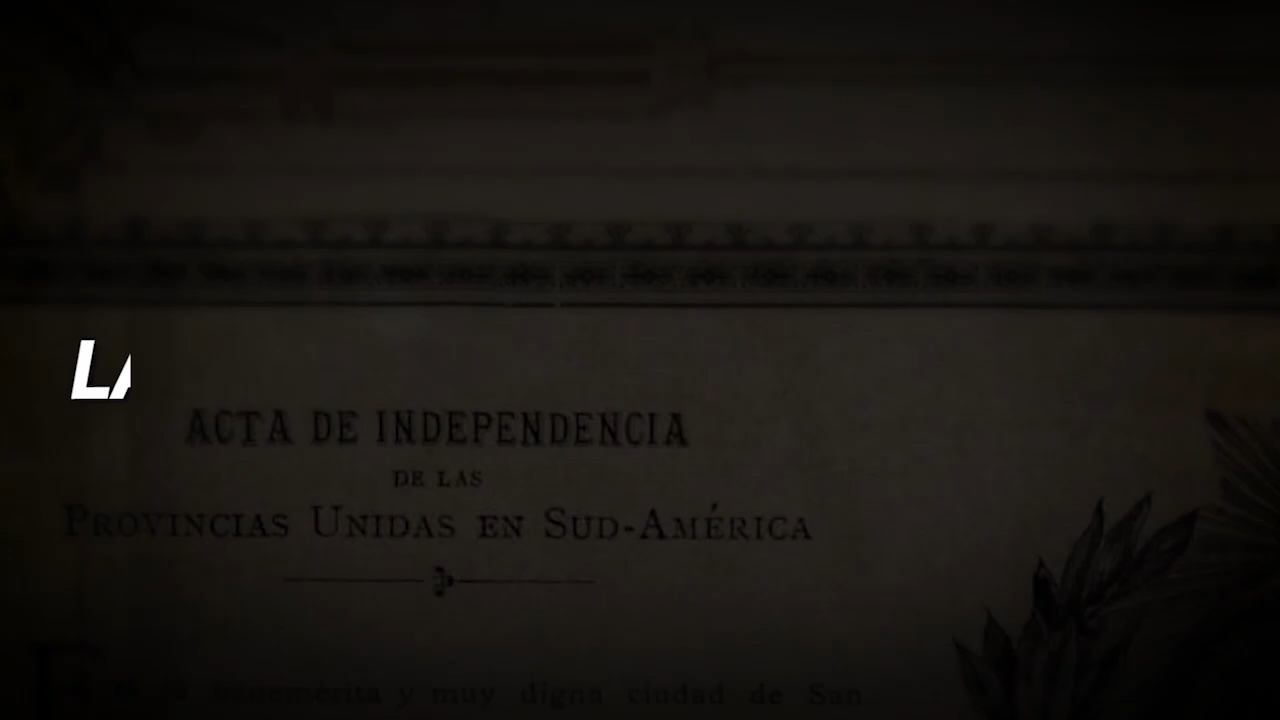 LA
ACTA DE INDEPENDENCIA
DE LAS
PROVINCIAS UNIDAS EN SUD-AMÉRICA
benemérita y muy digna ciudad de San